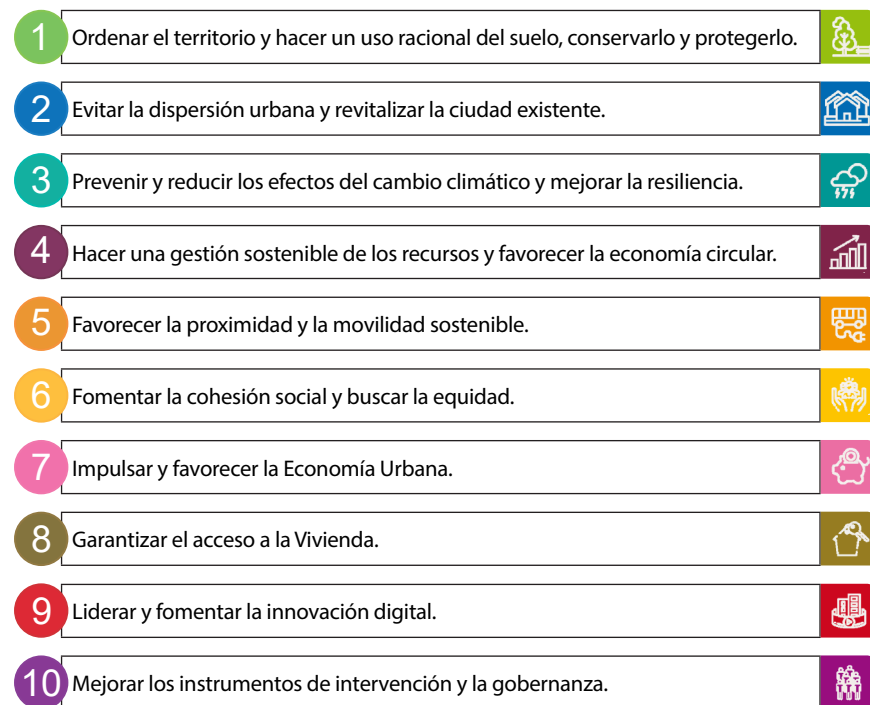 1 Ordenar el territorio y hacer un uso racional del suelo, conservarlo y protegerlo.
2 Evitar la dispersión urbana y revitalizar la ciudad existente.
3 Prevenir y reducir los efectos del cambio climático y mejorar la resiliencia.
4 Hacer una gestión sostenible de los recursos y favorecer la economía circular.
5 Favorecer la proximidad y la movilidad sostenible.
6 Fomentar la cohesión social y buscar la equidad.
7 Impulsar y favorecer la Economía Urbana.
8 Garantizar el acceso a la Vivienda.
9 Liderar y fomentar la innovación digital.
10 Mejorar los instrumentos de intervención y la gobernanza.